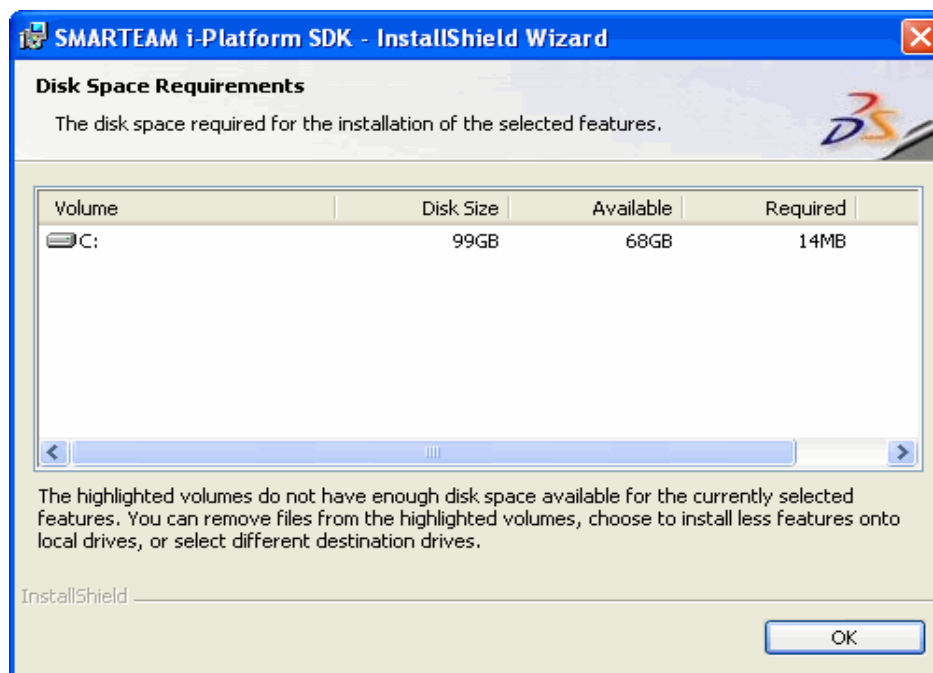 SMARTEAM i-Platform SDK - InstallShield Wizard
Disk Space Requirements
The disk space required for the installation of the selected features.
Volume Disk Size Available Required
C: 99GB 68GB 14MB
The highlighted volumes do not have enough disk space available for the currently selected
features. You can remove files from the highlighted volumes, choose to install less features onto
local drives, or select different destination drives.
InstallShield
OK